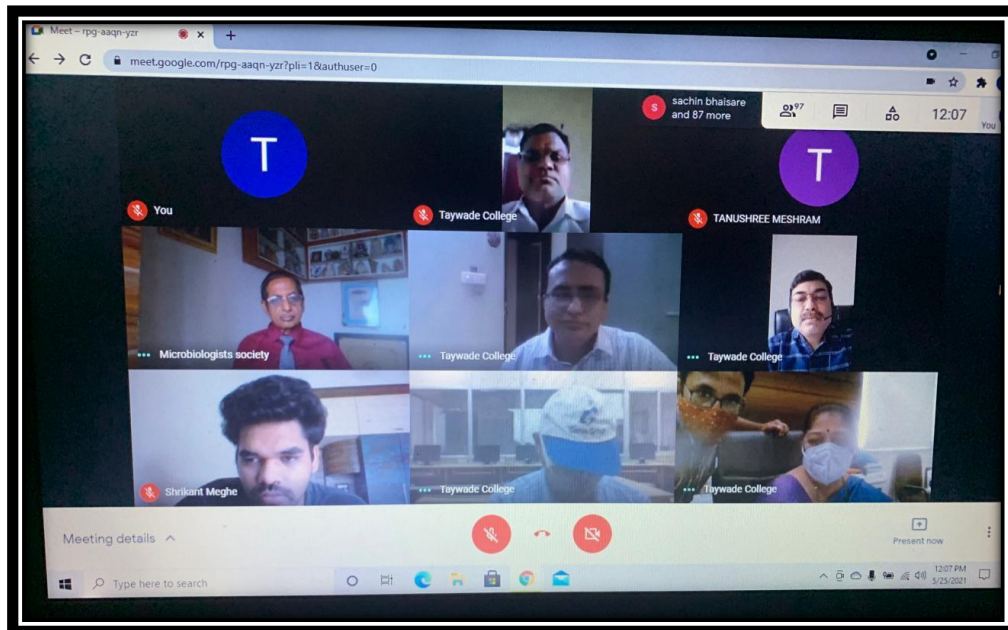 Meet – rpg-aaqn-yzr
meet.google.com/rpg-aaqn-yzr?pli=1&authuser=0
S
sachin bhaisare
and 87 more
97
12:07
You
T
You
Taywade College
T
TANUSHREE MESHRAM
Microbiologists society
Taywade College
Taywade College
Shrikant Meghe
Taywade College
Taywade College
Meeting details
Present now
Type here to search
12:07 PM
5/25/2021